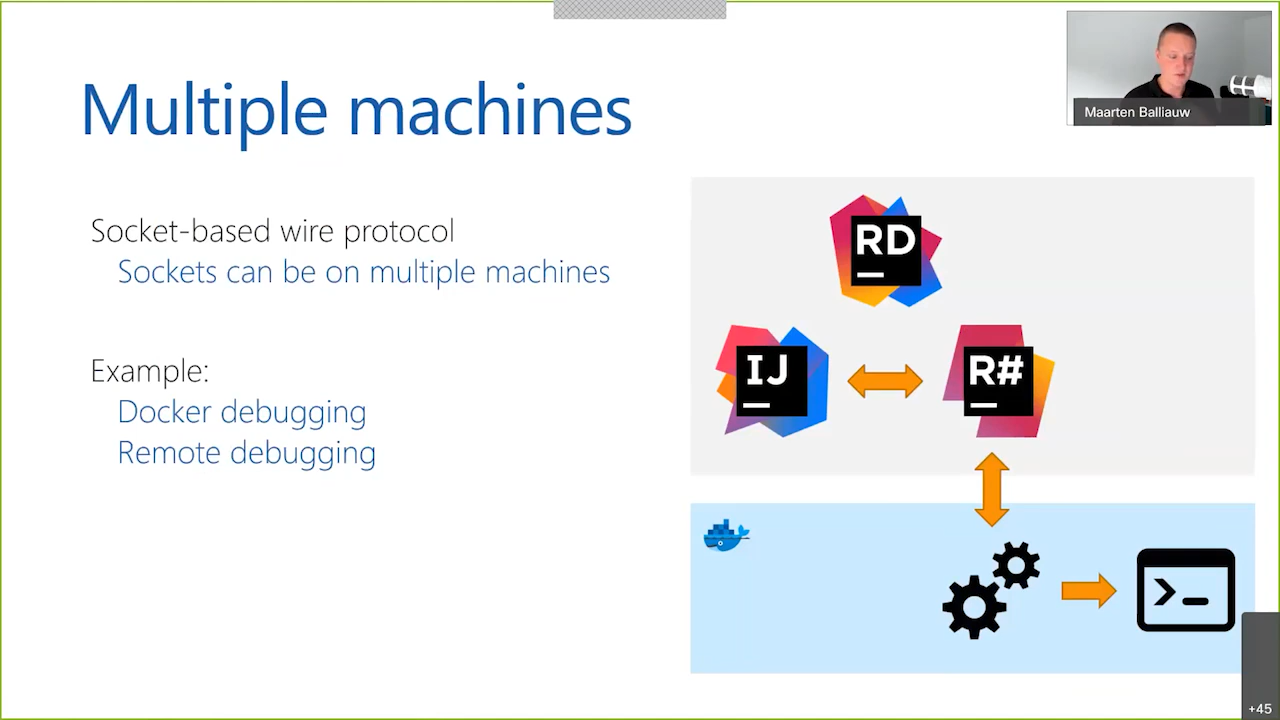 Multiple machines
Maarten Balliauw
Socket-based wire protocol
Sockets can be on multiple machines
Example:
Docker debugging
Remote debugging
RD
IJ
R#
+45